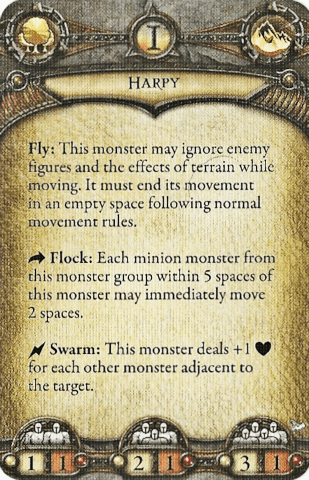 I
HARPY
Fly: This monster may ignore enemy
figures and the effects of terrain while
moving. It must end its movement
in an empty space following normal
movement rules.
Flock: Each minion monster from
this monster group within 5 spaces of
this monster may immediately move
2 spaces.
Swarm: This monster deals +1
for each other monster adjacent to
the target.
1 1 2 1 3 1